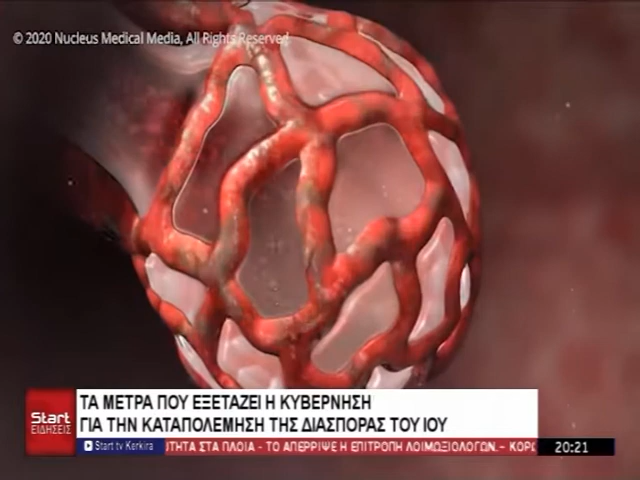 © 2020 Nucleus Medical Media, All Rights Reserved
ΤΑ ΜΕΤΡΑ ΠΟΥ ΕΞΕΤΑΖΕΙ Η ΚΥΒΕΡΝΗΣΗ
ΓΙΑ ΤΗΝ ΚΑΤΑΠΟΛΕΜΗΣΗ ΤΗΣ ΔΙΑΣΠΟΡΑΣ ΤΟΥ ΙΟΥ
Start
ΕΙΔΗΣΕΙΣ
Start tv Kerkira
ΣΤΑ ΠΛΟΙΑ - ΤΟ ΑΠΕΡΡΙΨΕ Η ΕΠΙΤΡΟΠΗ ΛΟΙΜΩΞΙΟΛΟΓΩΝ. -
20:21